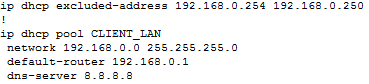 ip dhcp excluded-address 192.168.0.254 192.168.0.250
!
ip dhcp pool CLIENT_LAN
network 192.168.0.0 255.255.255.0
default-router 192.168.0.1
dns-server 8.8.8.8